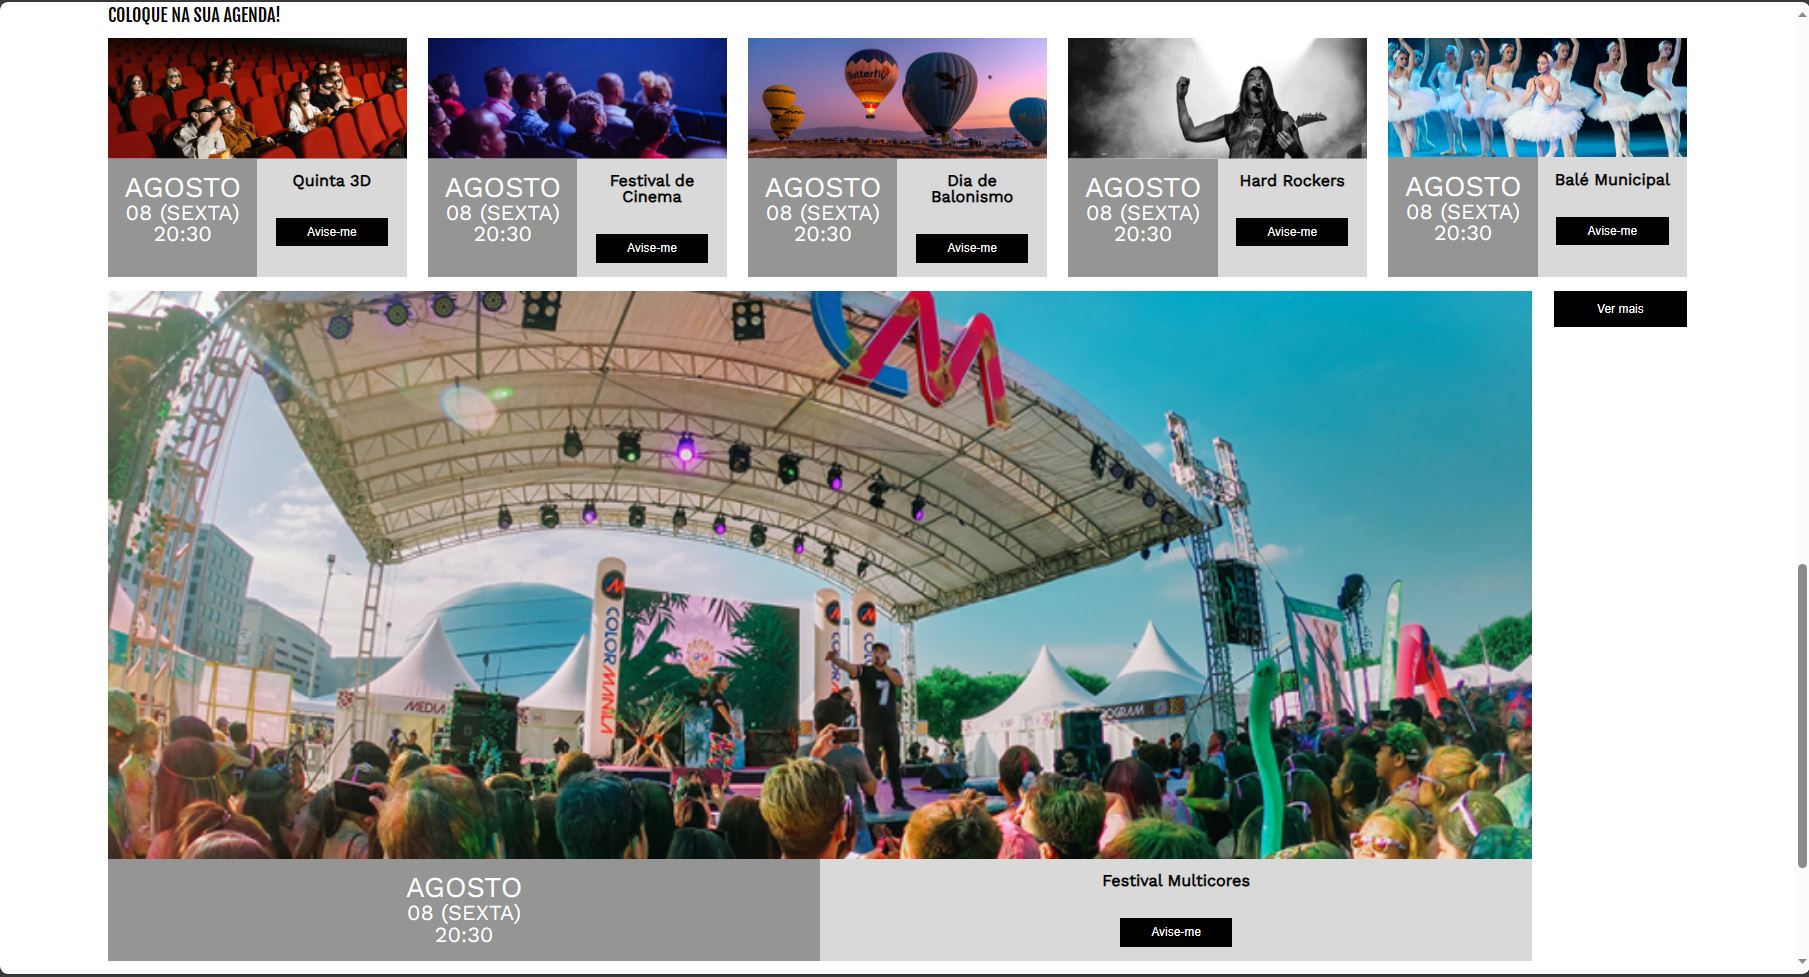 COLOQUE NA SUA AGENDA!
Butterfly
BALLOONS
AGOSTO
08 (SEXTA)
20:30
Quinta 3D
Avise-me
AGOSTO
08 (SEXTA)
20:30
Festival de
Cinema
Avise-me
AGOSTO
08 (SEXTA)
20:30
Dia de
Balonismo
Avise-me
AGOSTO
08 (SEXTA)
20:30
Hard Rockers
Avise-me
AGOSTO
08 (SEXTA)
20:30
Balé Municipal
Avise-me
Ver mais
COLOR MANILA
7
MEDIA
AGOSTO
08 (SEXTA)
20:30
Festival Multicores
Avise-me